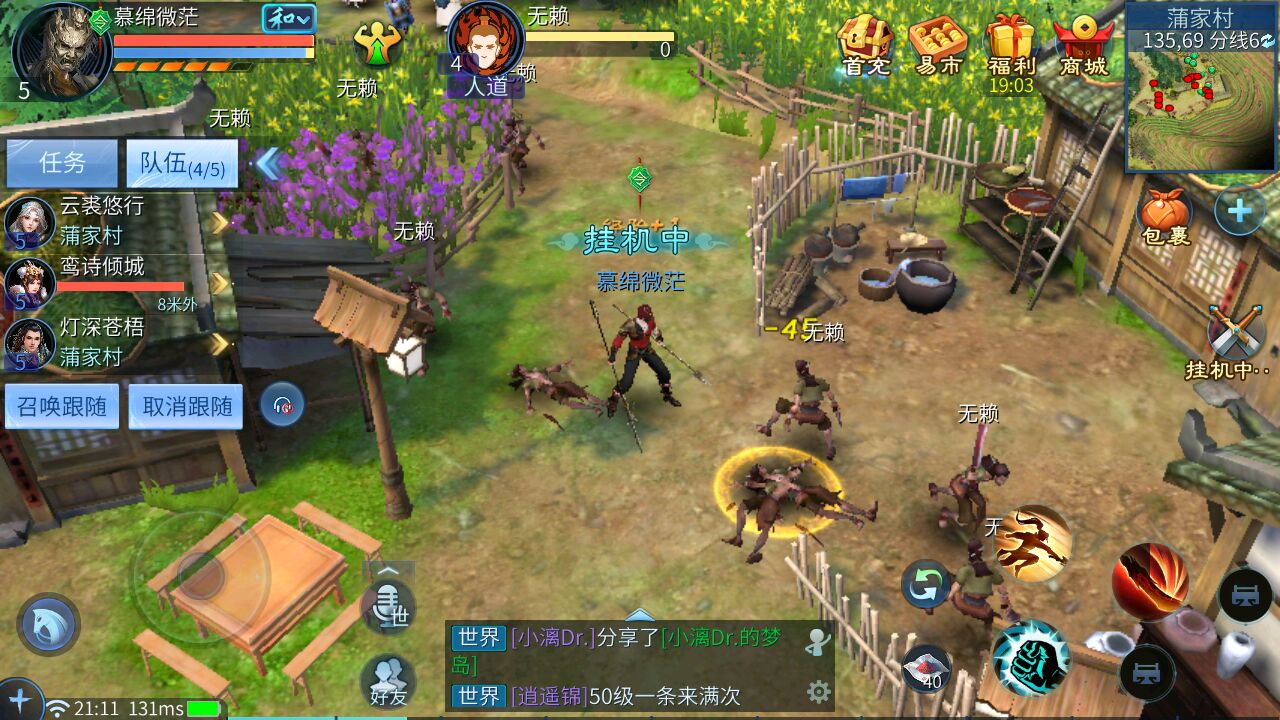 慕绵微茫
和
5
无赖
任务
队伍(4/5)
云裘悠行
5
蒲家村
鸾诗倾城
5
8米外
灯深苍梧
5
蒲家村
召唤跟随
取消跟随
无赖
无赖
0
4
人道
赖
无赖
首充
易市
福利
19:03
商城
蒲家村
135,69 分线6
包裹
挂机中··
经验+1
挂机中
慕绵微茫
-45
无赖
无赖
无
40
世
好友
世界 [小漓Dr.]分享了[小漓Dr.的梦
岛]
世界 [逍遥锦]50级一条来满次
21:11 131ms